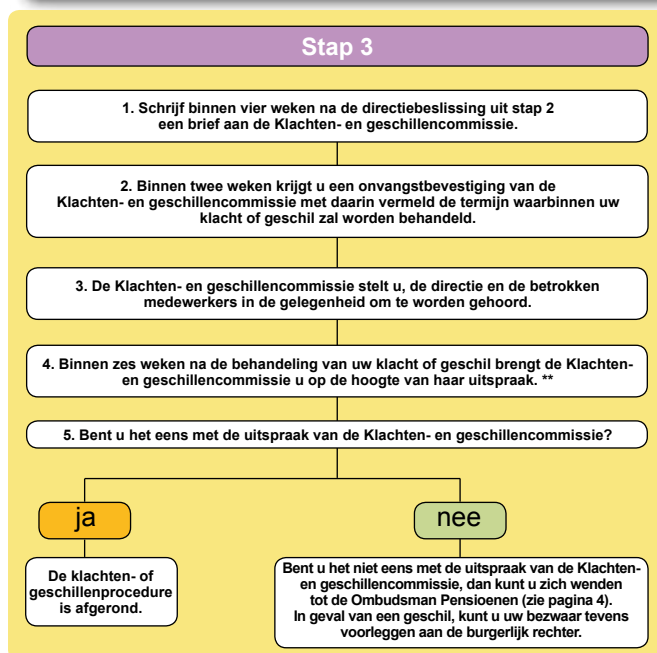 Stap 3
1. Schrijf binnen vier weken na de directiebeslissing uit stap 2
een brief aan de Klachten- en geschillencommissie.
2. Binnen twee weken krijgt u een onvangstbevestiging van de
Klachten- en geschillencommissie met daarin vermeld de termijn waarbinnen uw
klacht of geschil zal worden behandeld.
3. De Klachten- en geschillencommissie stelt u, de directie en de betrokken
medewerkers in de gelegenheid om te worden gehoord.
4. Binnen zes weken na de behandeling van uw klacht of geschil brengt de Klachten-
en geschillencommissie u op de hoogte van haar uitspraak. **
5. Bent u het eens met de uitspraak van de Klachten- en geschillencommissie?
ja
De klachten- of
geschillenprocedure
is afgerond.
nee
Bent u het niet eens met de uitspraak van de Klachten-
en geschillencommissie, dan kunt u zich wenden
tot de Ombudsman Pensioenen (zie pagina 4).
In geval van een geschil, kunt u uw bezwaar tevens
voorleggen aan de burgerlijk rechter.